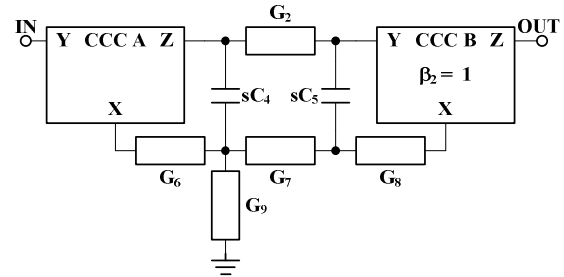 G₂
IN
OUT
Y CCC A Z
Y CCC B Z
β₂ = 1
sC₄
sC₅
X
X
G₆
G₇
G₈
G₉